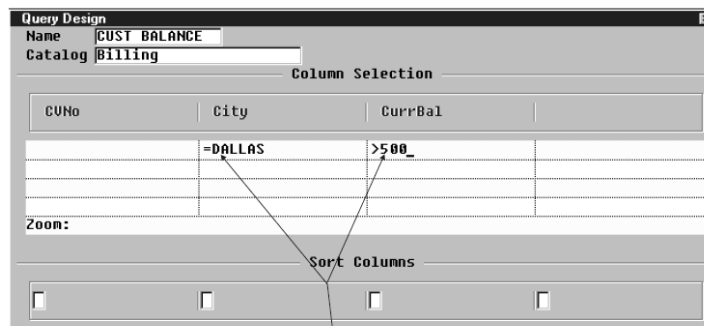 Query Design
Name CUST BALANCE
Catalog Billing
Column Selection
CVNo City CurrBal
=DALLAS >500_
Zoom:
Sort Columns